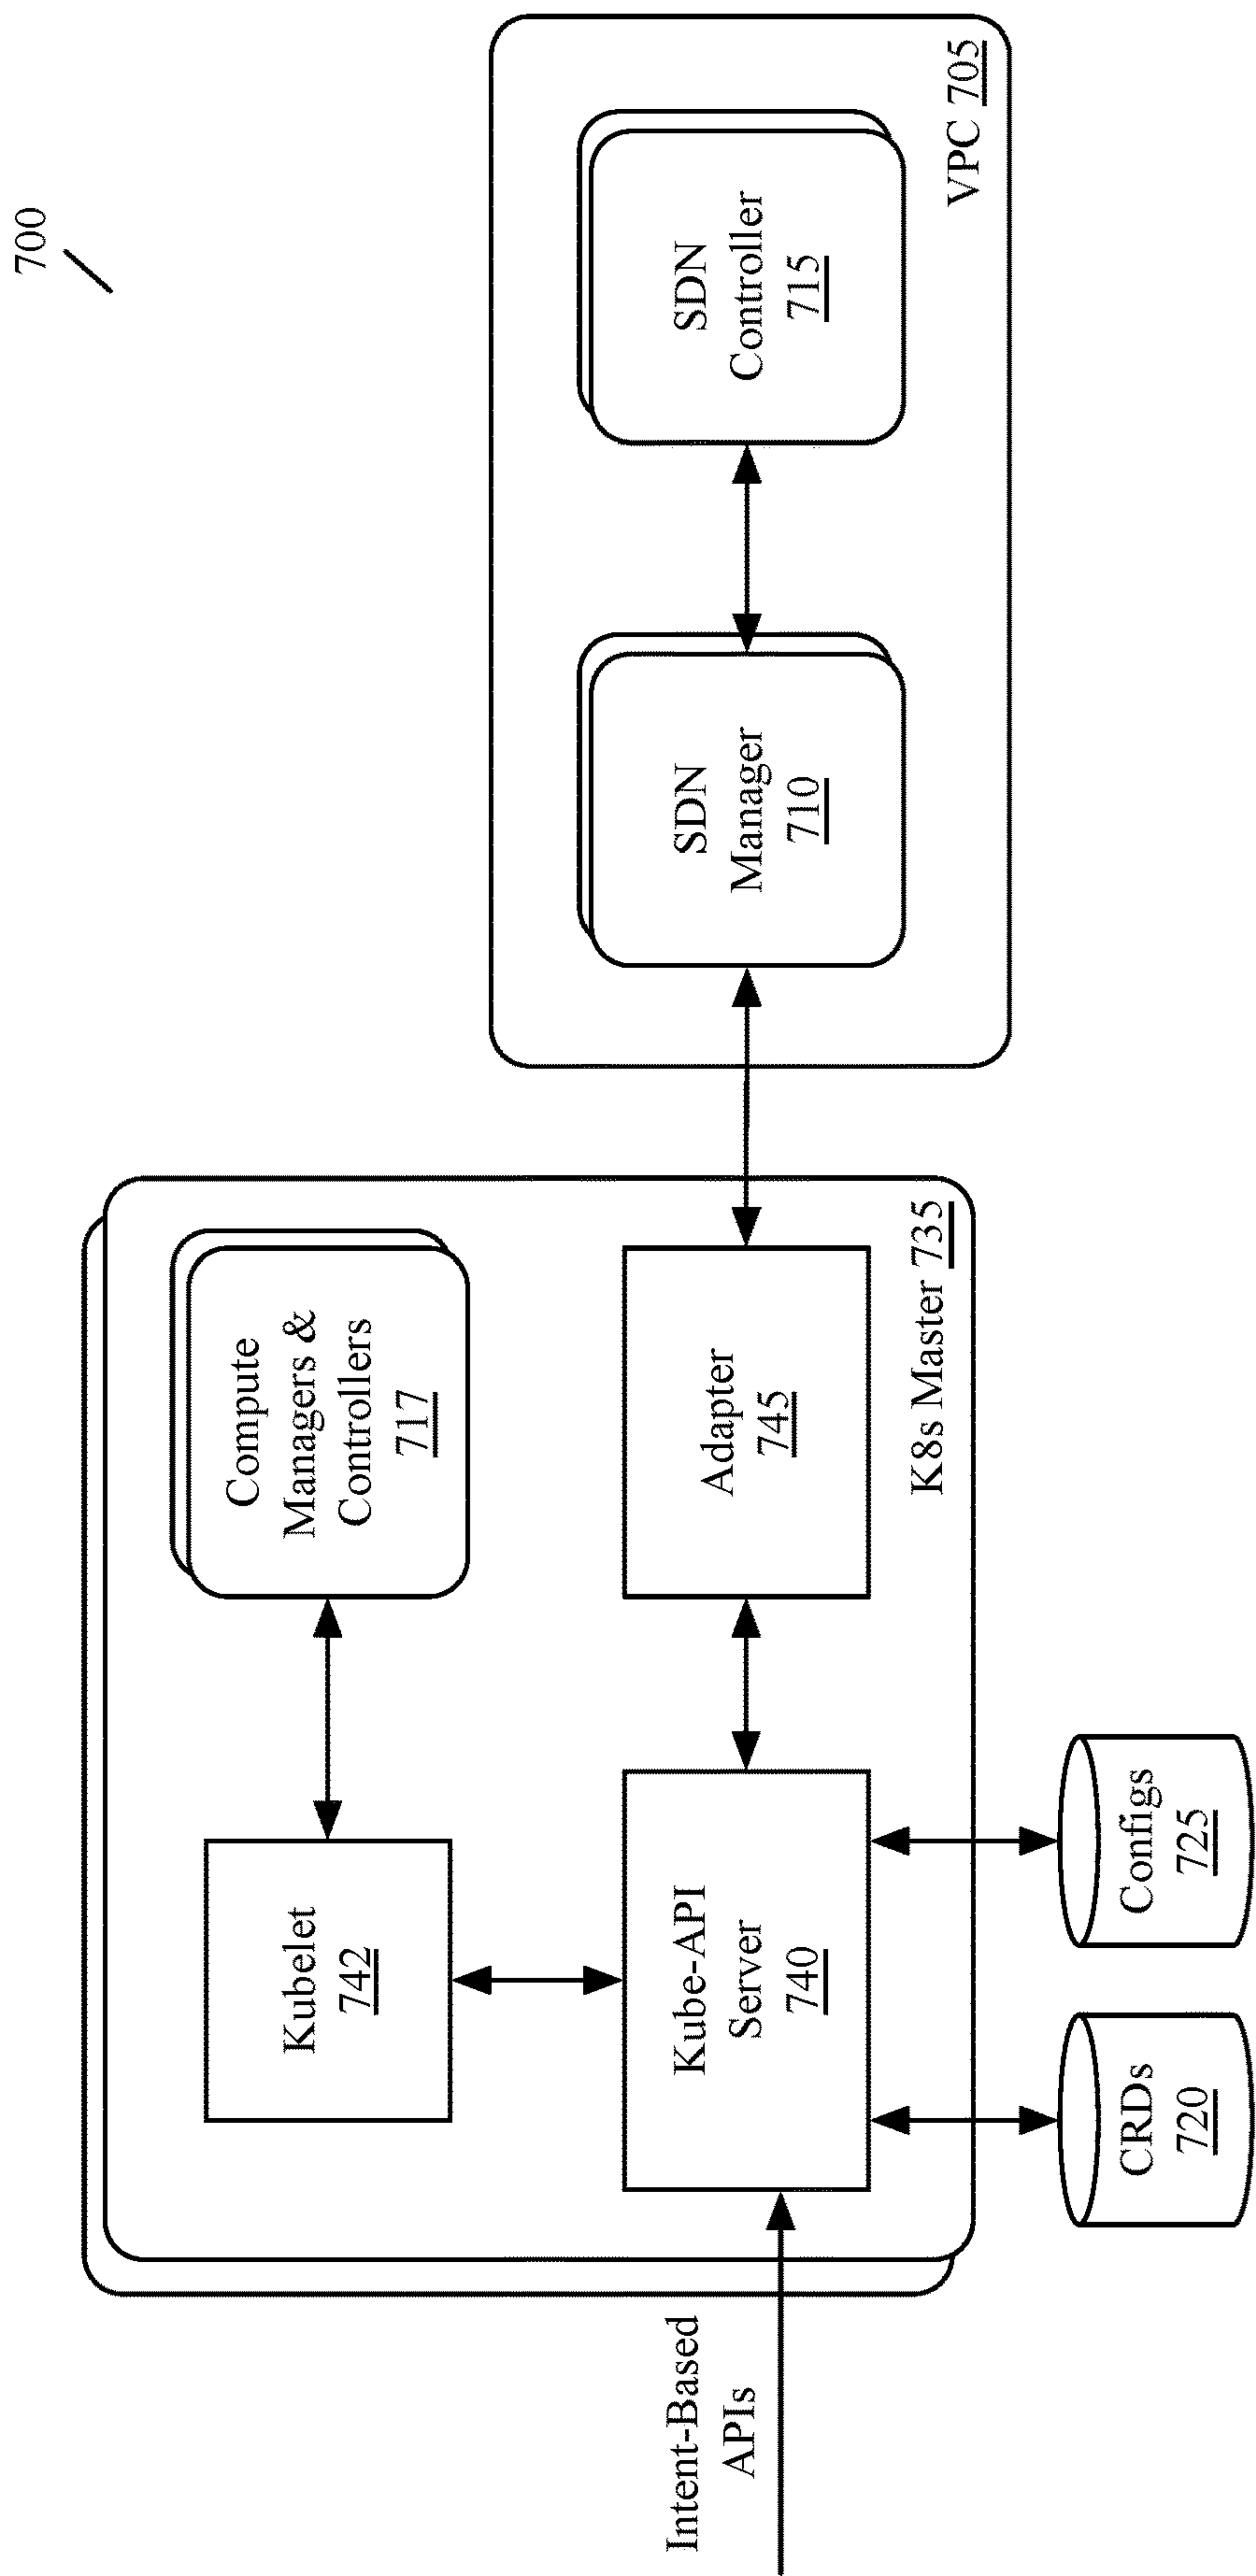 700
Kubelet
742
Compute
Managers &
Controllers
717
Intent-Based
APIs
Kube-API
Server
740
Adapter
745
K8s Master 735
SDN
Manager
710
SDN
Controller
715
VPC 705
CRDs
720
Configs
725